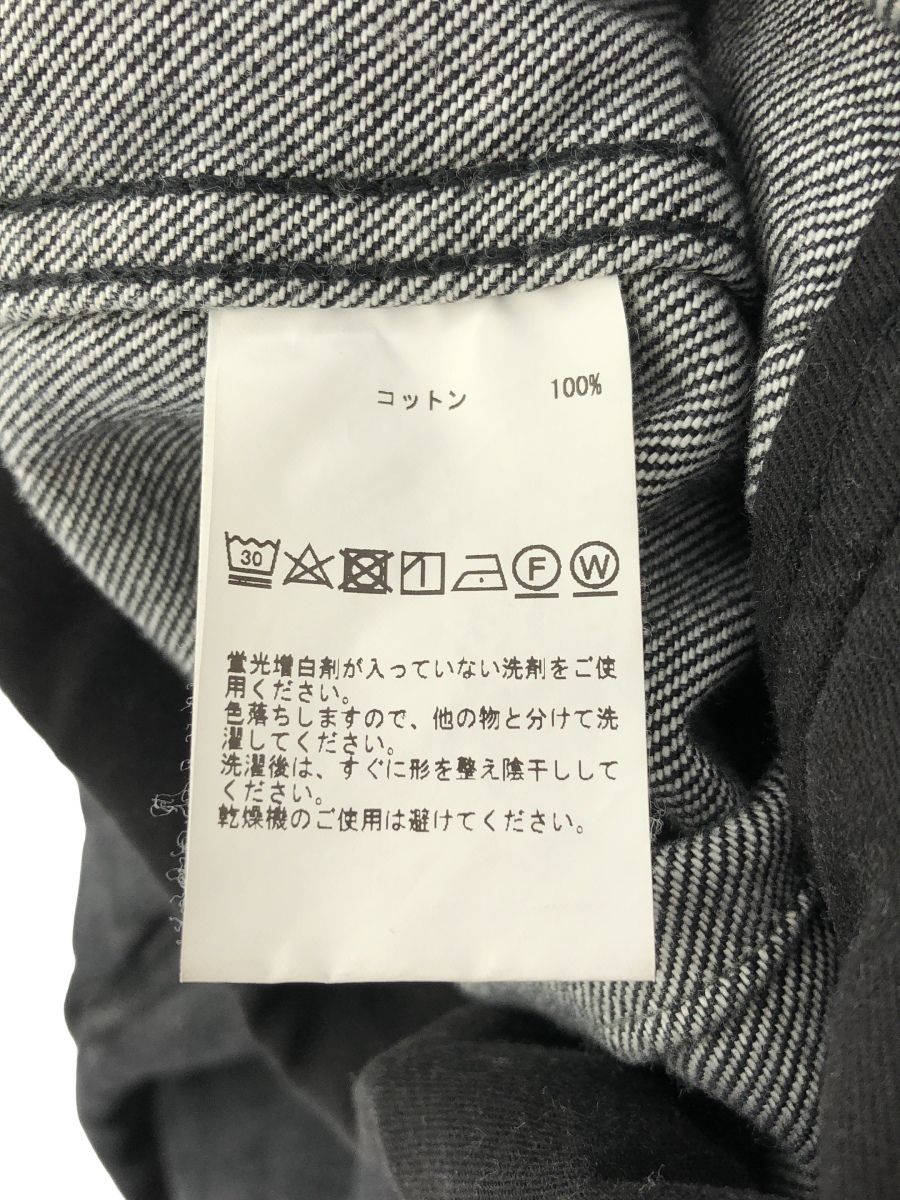 コットン 100%
30 F W
蛍光増白剤が入っていない洗剤をご使
用ください。
色落ちしますので、他の物と分けて洗
濯してください。
洗濯後は、すぐに形を整え陰干しして
ください。
乾燥機のご使用は避けてください。